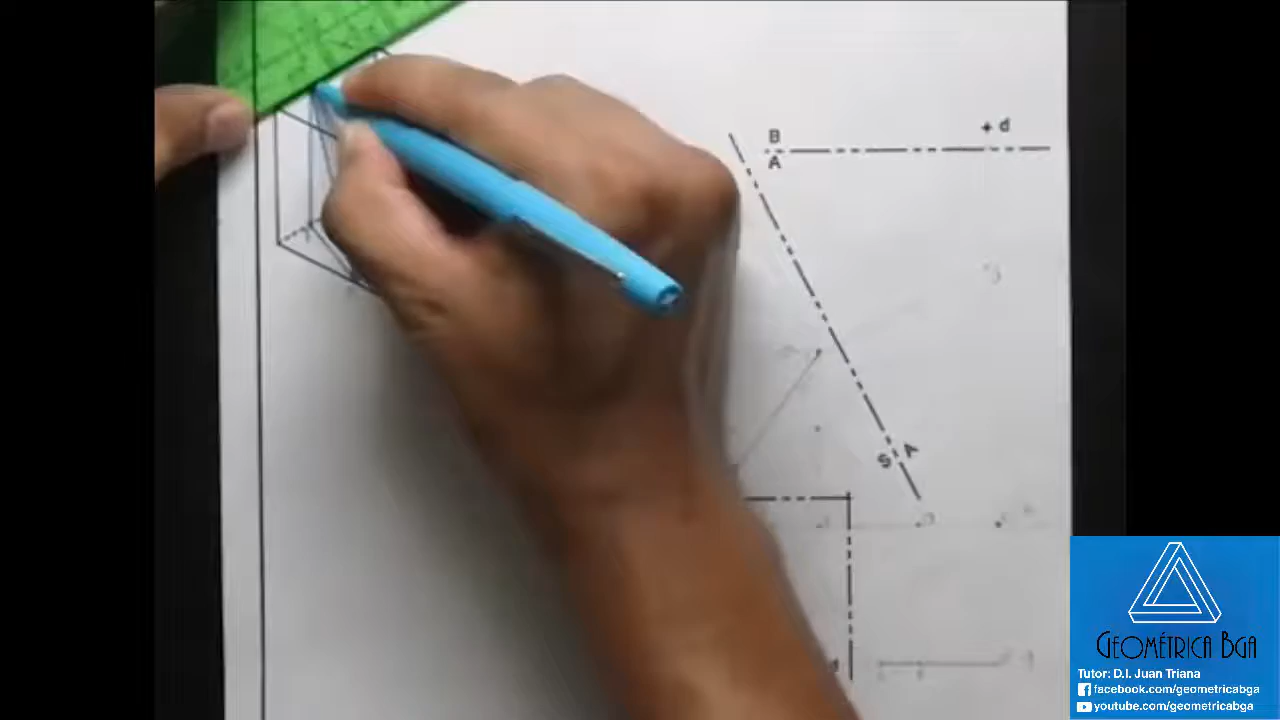 B
A
+ d
S A
GEOMÉTRICA BGA
Tutor: D.I. Juan Triana
facebook.com/geometricabga
youtube.com/geometricabga